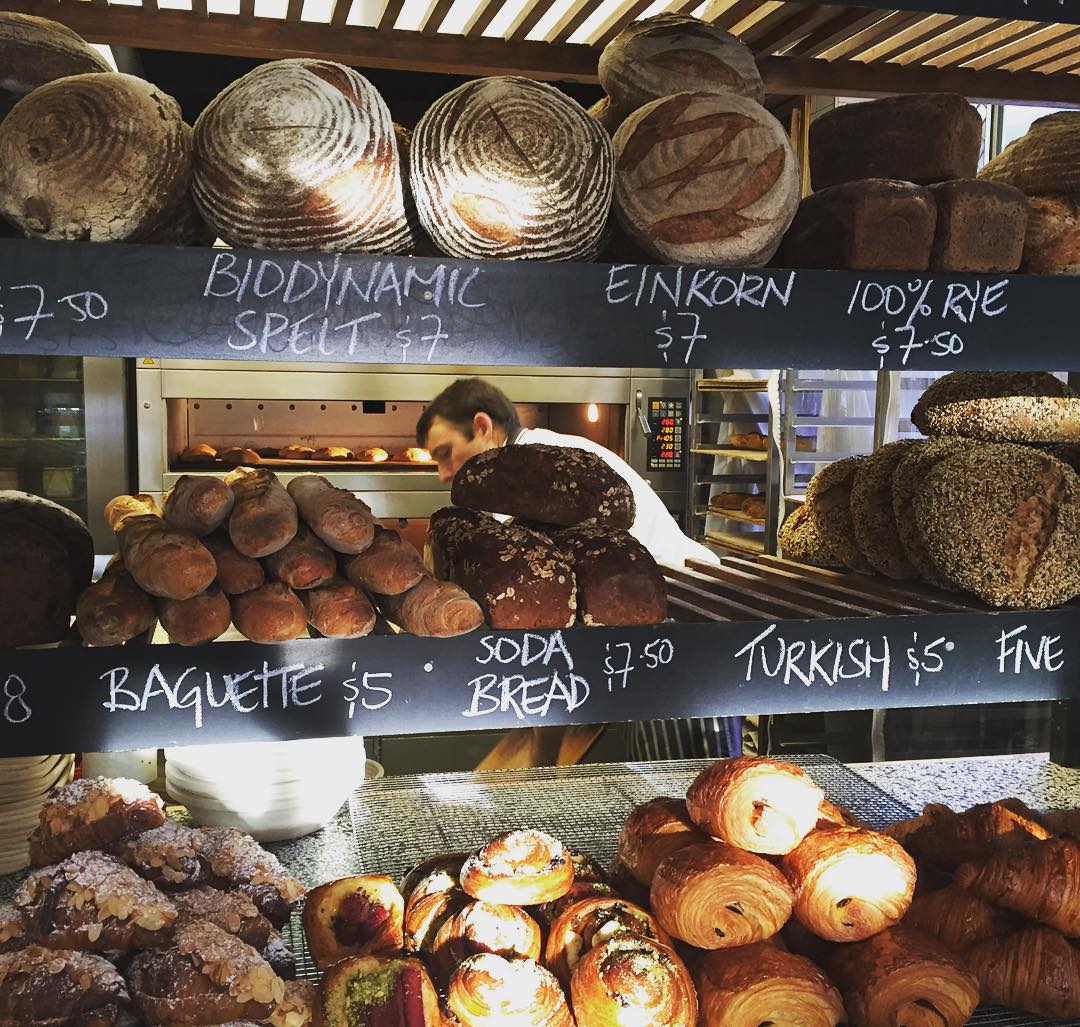 $7.50
BIODYNAMIC
SPELT $7
EINKORN
$7
100% RYE
$7.50
8
BAGUETTE $5
SODA
BREAD
$7.50
TURKISH $5
FIVE